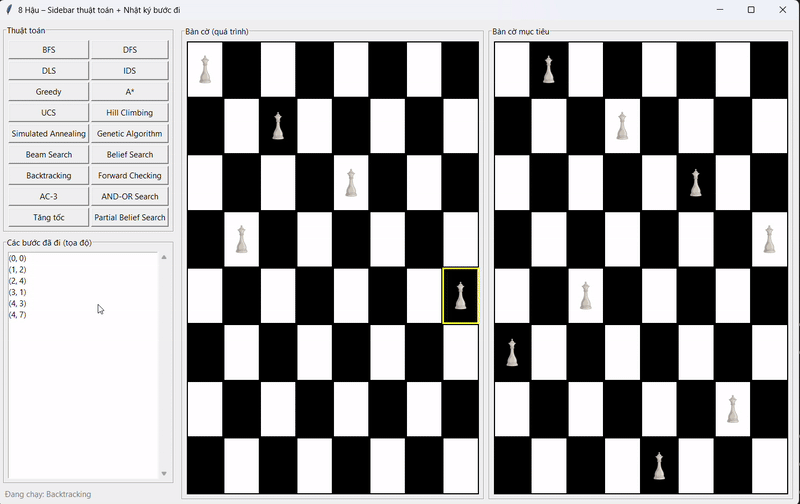 8 Hậu – Sidebar thuật toán + Nhật ký bước đi
Thuật toán
BFS DFS
DLS IDS
Greedy A*
UCS Hill Climbing
Simulated Annealing Genetic Algorithm
Beam Search Belief Search
Backtracking Forward Checking
AC-3 AND-OR Search
Tăng tốc Partial Belief Search
Các bước đã đi (tọa độ)
(0, 0)
(1, 2)
(2, 4)
(3, 1)
(4, 3)
(4, 7)
Đang chạy: Backtracking
Bàn cờ (quá trình)
Bàn cờ mục tiêu